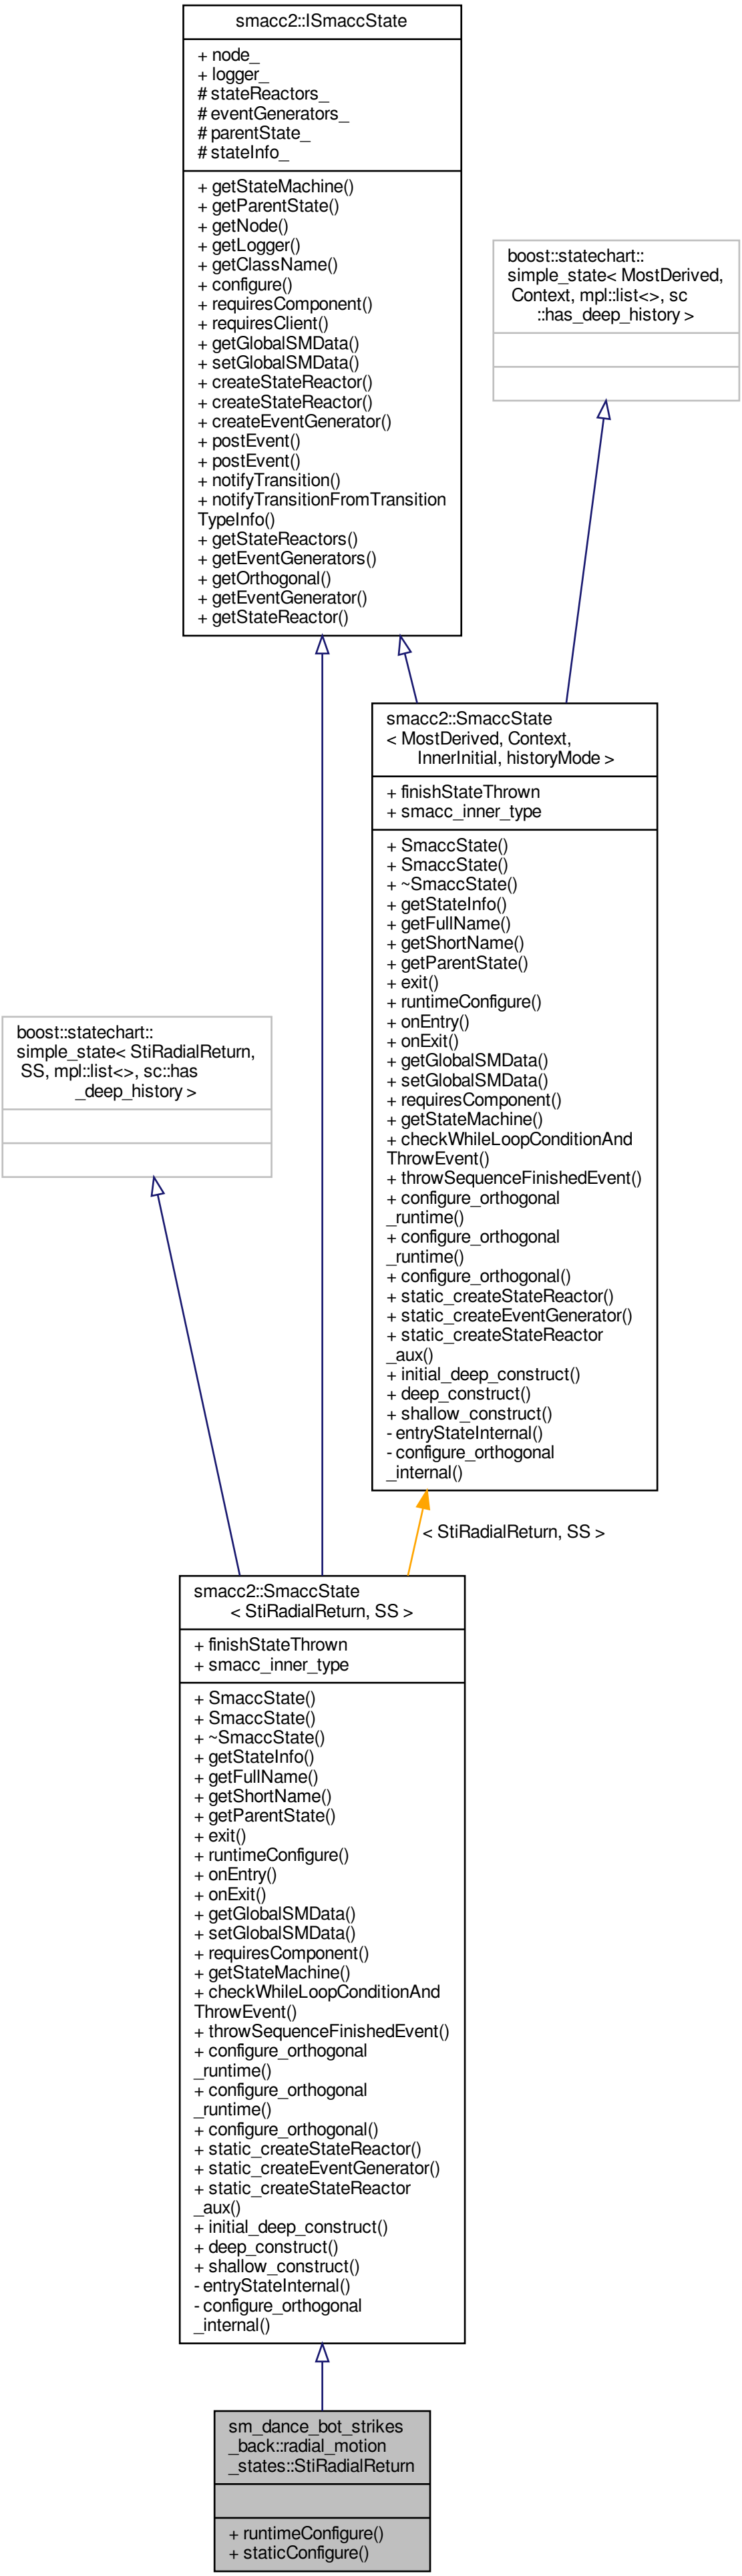 smacc2::ISmaccState
+ node_
+ logger_
# stateReactors_
# eventGenerators_
# parentState_
# stateInfo_
+ getStateMachine()
+ getParentState()
+ getNode()
+ getLogger()
+ getClassName()
+ configure()
+ requiresComponent()
+ requiresClient()
+ getGlobalSMData()
+ setGlobalSMData()
+ createStateReactor()
+ createStateReactor()
+ createEventGenerator()
+ postEvent()
+ postEvent()
+ notifyTransition()
+ notifyTransitionFromTransition
TypeInfo()
+ getStateReactors()
+ getEventGenerators()
+ getOrthogonal()
+ getEventGenerator()
+ getStateReactor()
boost::statechart::
simple_state< MostDerived,
Context, mpl::list<>, sc
::has_deep_history >
smacc2::SmaccState
< MostDerived, Context,
InnerInitial, historyMode >
+ finishStateThrown
+ smacc_inner_type
+ SmaccState()
+ SmaccState()
+ ~SmaccState()
+ getStateInfo()
+ getFullName()
+ getShortName()
+ getParentState()
+ exit()
+ runtimeConfigure()
+ onEntry()
+ onExit()
+ getGlobalSMData()
+ setGlobalSMData()
+ requiresComponent()
+ getStateMachine()
+ checkWhileLoopConditionAnd
ThrowEvent()
+ throwSequenceFinishedEvent()
+ configure_orthogonal
_runtime()
+ configure_orthogonal
_runtime()
+ configure_orthogonal()
+ static_createStateReactor()
+ static_createEventGenerator()
+ static_createStateReactor
_aux()
+ initial_deep_construct()
+ deep_construct()
+ shallow_construct()
- entryStateInternal()
- configure_orthogonal
_internal()
boost::statechart::
simple_state< StiRadialReturn,
SS, mpl::list<>, sc::has
_deep_history >
< StiRadialReturn, SS >
smacc2::SmaccState
< StiRadialReturn, SS >
+ finishStateThrown
+ smacc_inner_type
+ SmaccState()
+ SmaccState()
+ ~SmaccState()
+ getStateInfo()
+ getFullName()
+ getShortName()
+ getParentState()
+ exit()
+ runtimeConfigure()
+ onEntry()
+ onExit()
+ getGlobalSMData()
+ setGlobalSMData()
+ requiresComponent()
+ getStateMachine()
+ checkWhileLoopConditionAnd
ThrowEvent()
+ throwSequenceFinishedEvent()
+ configure_orthogonal
_runtime()
+ configure_orthogonal
_runtime()
+ configure_orthogonal()
+ static_createStateReactor()
+ static_createEventGenerator()
+ static_createStateReactor
_aux()
+ initial_deep_construct()
+ deep_construct()
+ shallow_construct()
- entryStateInternal()
- configure_orthogonal
_internal()
sm_dance_bot_strikes
_back::radial_motion
_states::StiRadialReturn
+ runtimeConfigure()
+ staticConfigure()